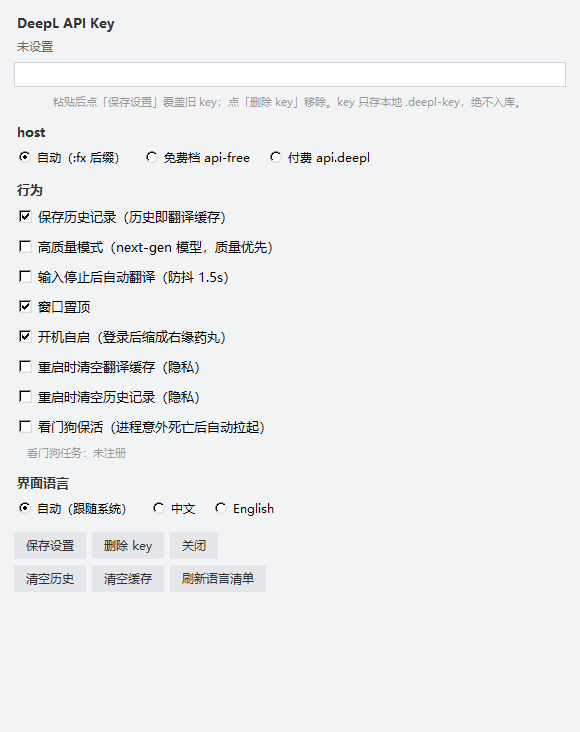 DeepL API Key
未设置
粘贴后点「保存设置」覆盖旧 key；点「删除 key」移除。key 只存本地 .deepl-key，绝不入库。
host
自动（:fx 后缀） 免费档 api-free 付费 api.deepl
行为
保存历史记录（历史即翻译缓存）
高质量模式（next-gen 模型，质量优先）
输入停止后自动翻译（防抖 1.5s）
窗口置顶
开机自启（登录后缩成右缘药丸）
重启时清空翻译缓存（隐私）
重启时清空历史记录（隐私）
看门狗保活（进程意外死亡后自动拉起）
看门狗任务：未注册
界面语言
自动（跟随系统） 中文 English
保存设置 删除 key 关闭
清空历史 清空缓存 刷新语言清单